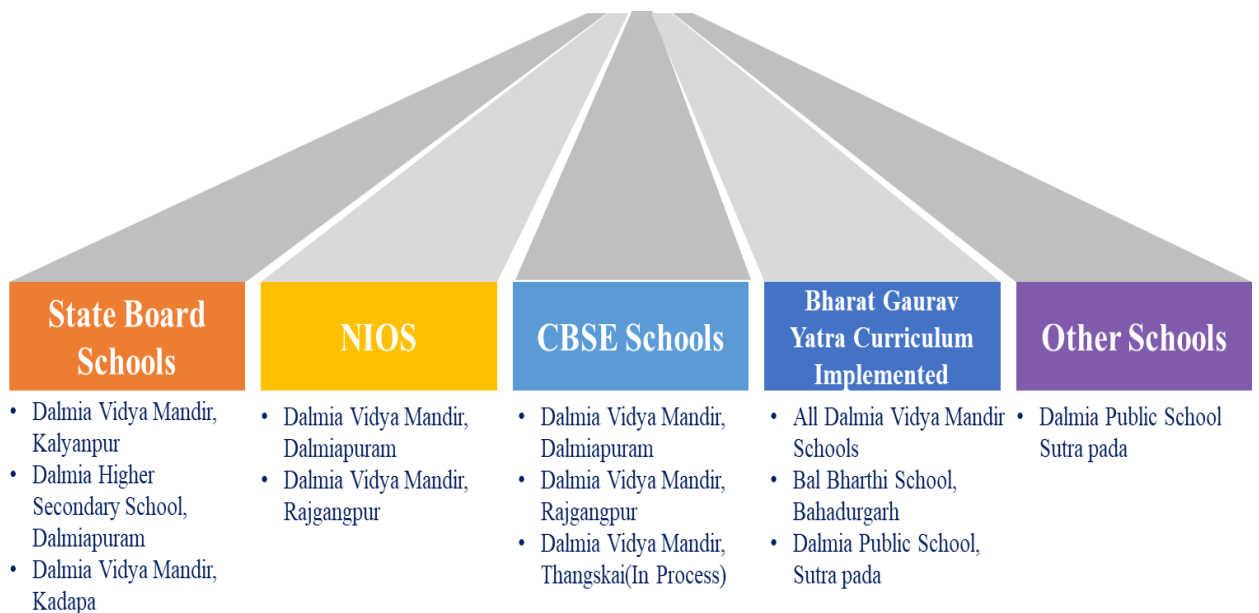 State Board
Schools
• Dalmia Vidya Mandir,
Kalyanpur
• Dalmia Higher
Secondary School,
Dalmiapuram
• Dalmia Vidya Mandir,
Kadapa
NIOS
• Dalmia Vidya Mandir,
Dalmiapuram
• Dalmia Vidya Mandir,
Rajgangpur
CBSE Schools
• Dalmia Vidya Mandir,
Dalmiapuram
• Dalmia Vidya Mandir,
Rajgangpur
• Dalmia Vidya Mandir,
Thangskai(In Process)
Bharat Gaurav
Yatra Curriculum
Implemented
• All Dalmia Vidya Mandir
Schools
• Bal Bharthi School,
Bahadurgarh
• Dalmia Public School,
Sutra pada
Other Schools
• Dalmia Public School
Sutra pada